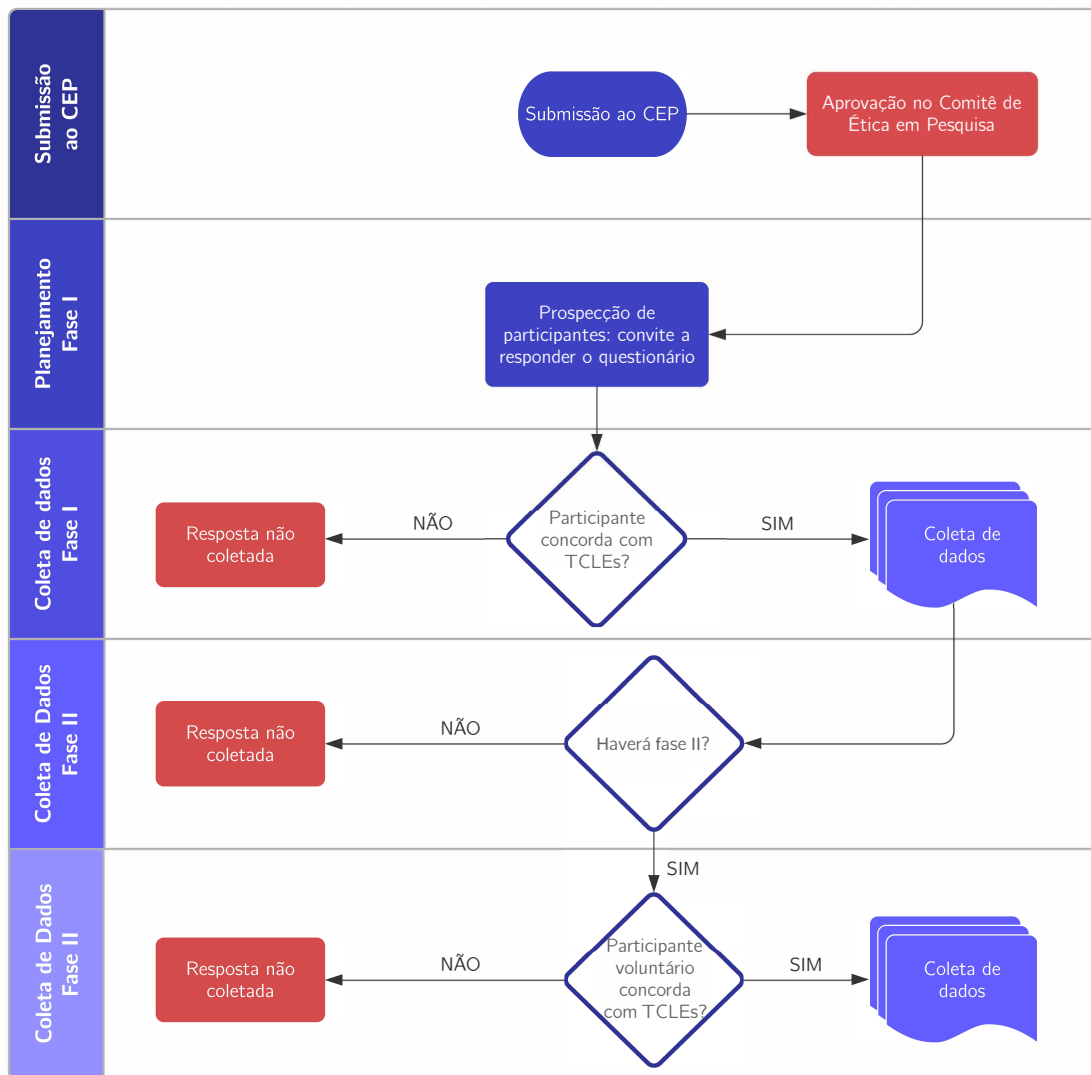 Submissão
ao CEP
Submissão ao CEP
Aprovação no Comitê de
Ética em Pesquisa
Planejamento
Fase I
Prospecção de
participantes: convite a
responder o questionário
Coleta de dados
Fase I
Resposta não
coletada
NÃO
Participante
concorda com
TCLEs?
SIM
Coleta de
dados
Coleta de Dados
Fase II
Resposta não
coletada
NÃO
Haverá fase II?
SIM
Coleta de Dados
Fase II
Resposta não
coletada
NÃO
Participante
voluntário
concorda
com TCLEs?
SIM
Coleta de
dados